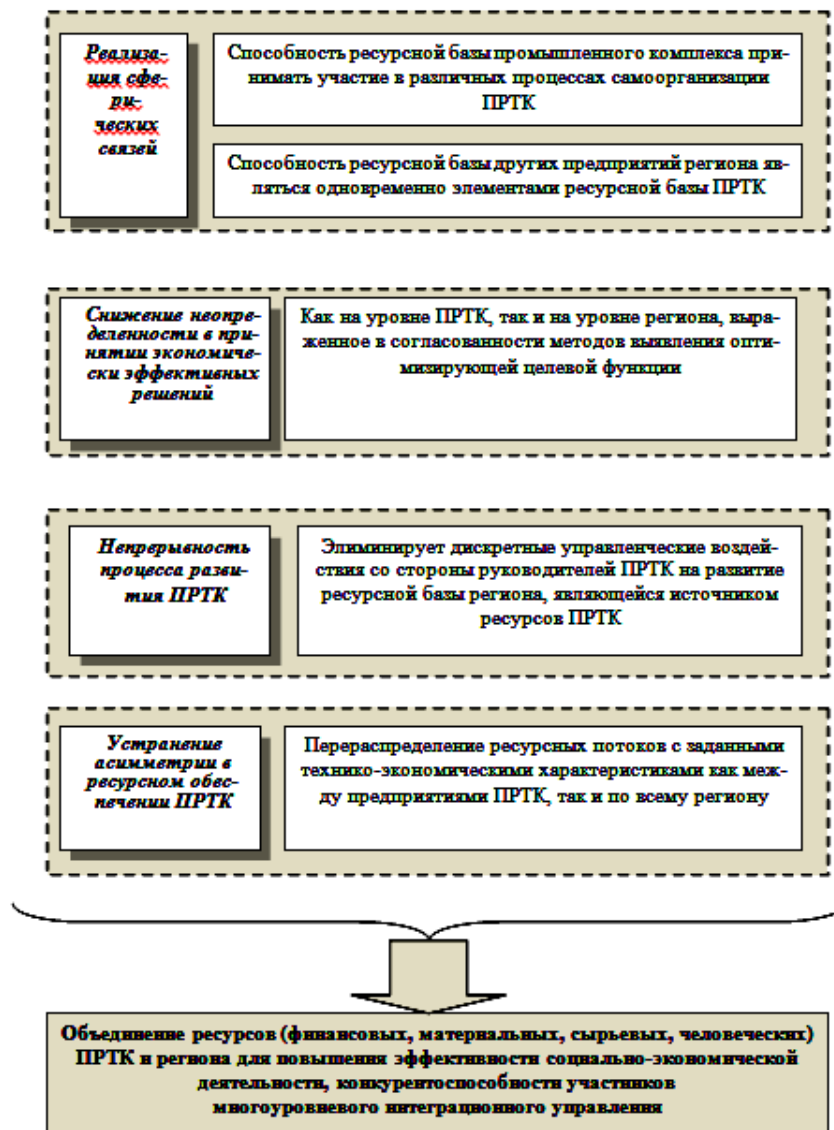 Реализа-
ция сфе-
ри-
ческих
связей
Способность ресурсной базы промышленного комплекса при-
нимать участие в различных процессах самоорганизации
ПРТК
Способность ресурсной базы других предприятий региона яв-
ляться одновременно элементами ресурсной базы ПРТК
Снижение неопре-
деленности в при-
нятии экономиче-
ски эффективных
решений
Как на уровне ПРТК, так и на уровне региона, выра-
женное в согласованности методов выявления опти-
мизирующей целевой функции
Непрерывность
процесса разви-
тия ПРТК
Элиминирует дискретные управленческие воздей-
ствия со стороны руководителей ПРТК на развитие
ресурсной базы региона, являющейся источником
ресурсов ПРТК
Устранение
асимметрии в
ресурсном обес-
печении ПРТК
Перераспределение ресурсных потоков с заданными
технико-экономическими характеристиками как меж-
ду предприятиями ПРТК, так и по всему региону
Объединение ресурсов (финансовых, материальных, сырьевых, человеческих)
ПРТК и региона для повышения эффективности социально-экономической
деятельности, конкурентоспособности участников
многоуровневого интеграционного управления